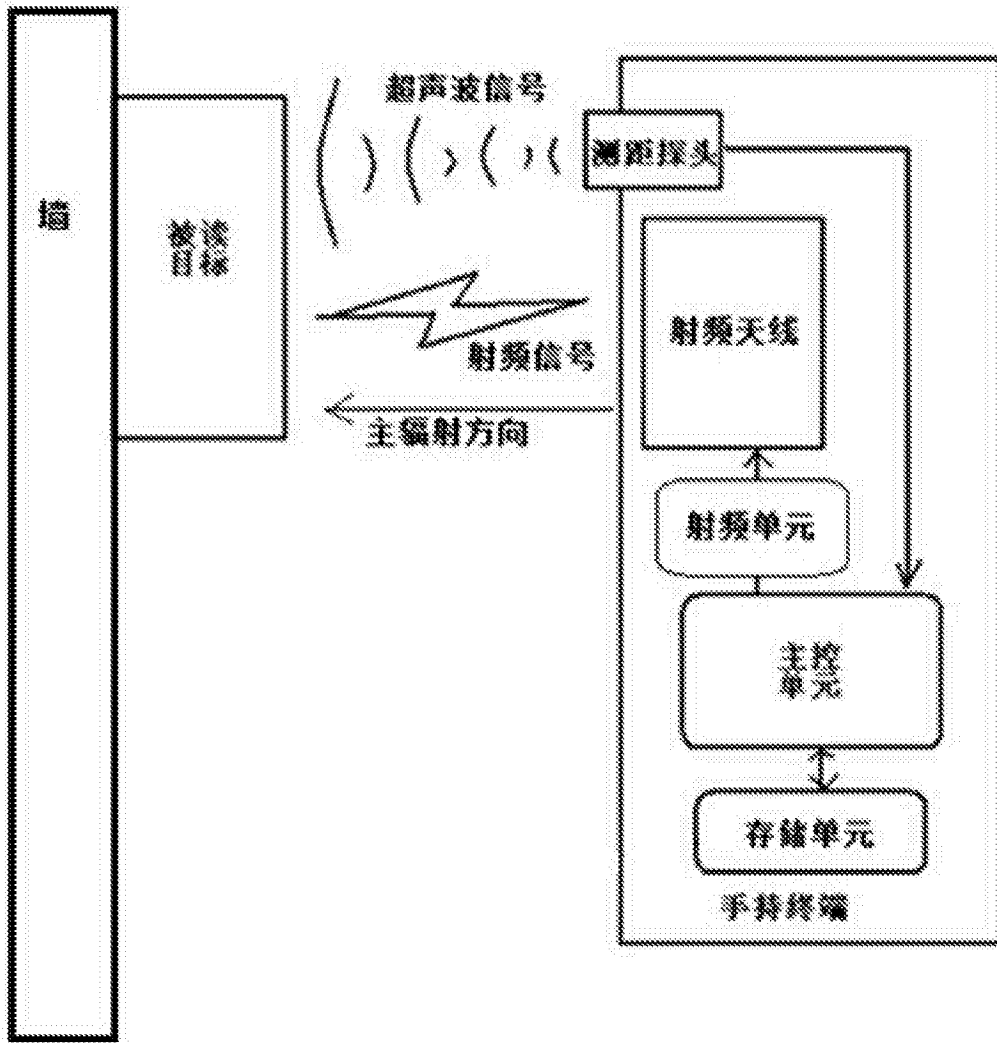 超声波信号
测距探头
墙
被读
目标
射频天线
射频信号
主辐射方向
射频单元
主控
单元
存储单元
手持终端